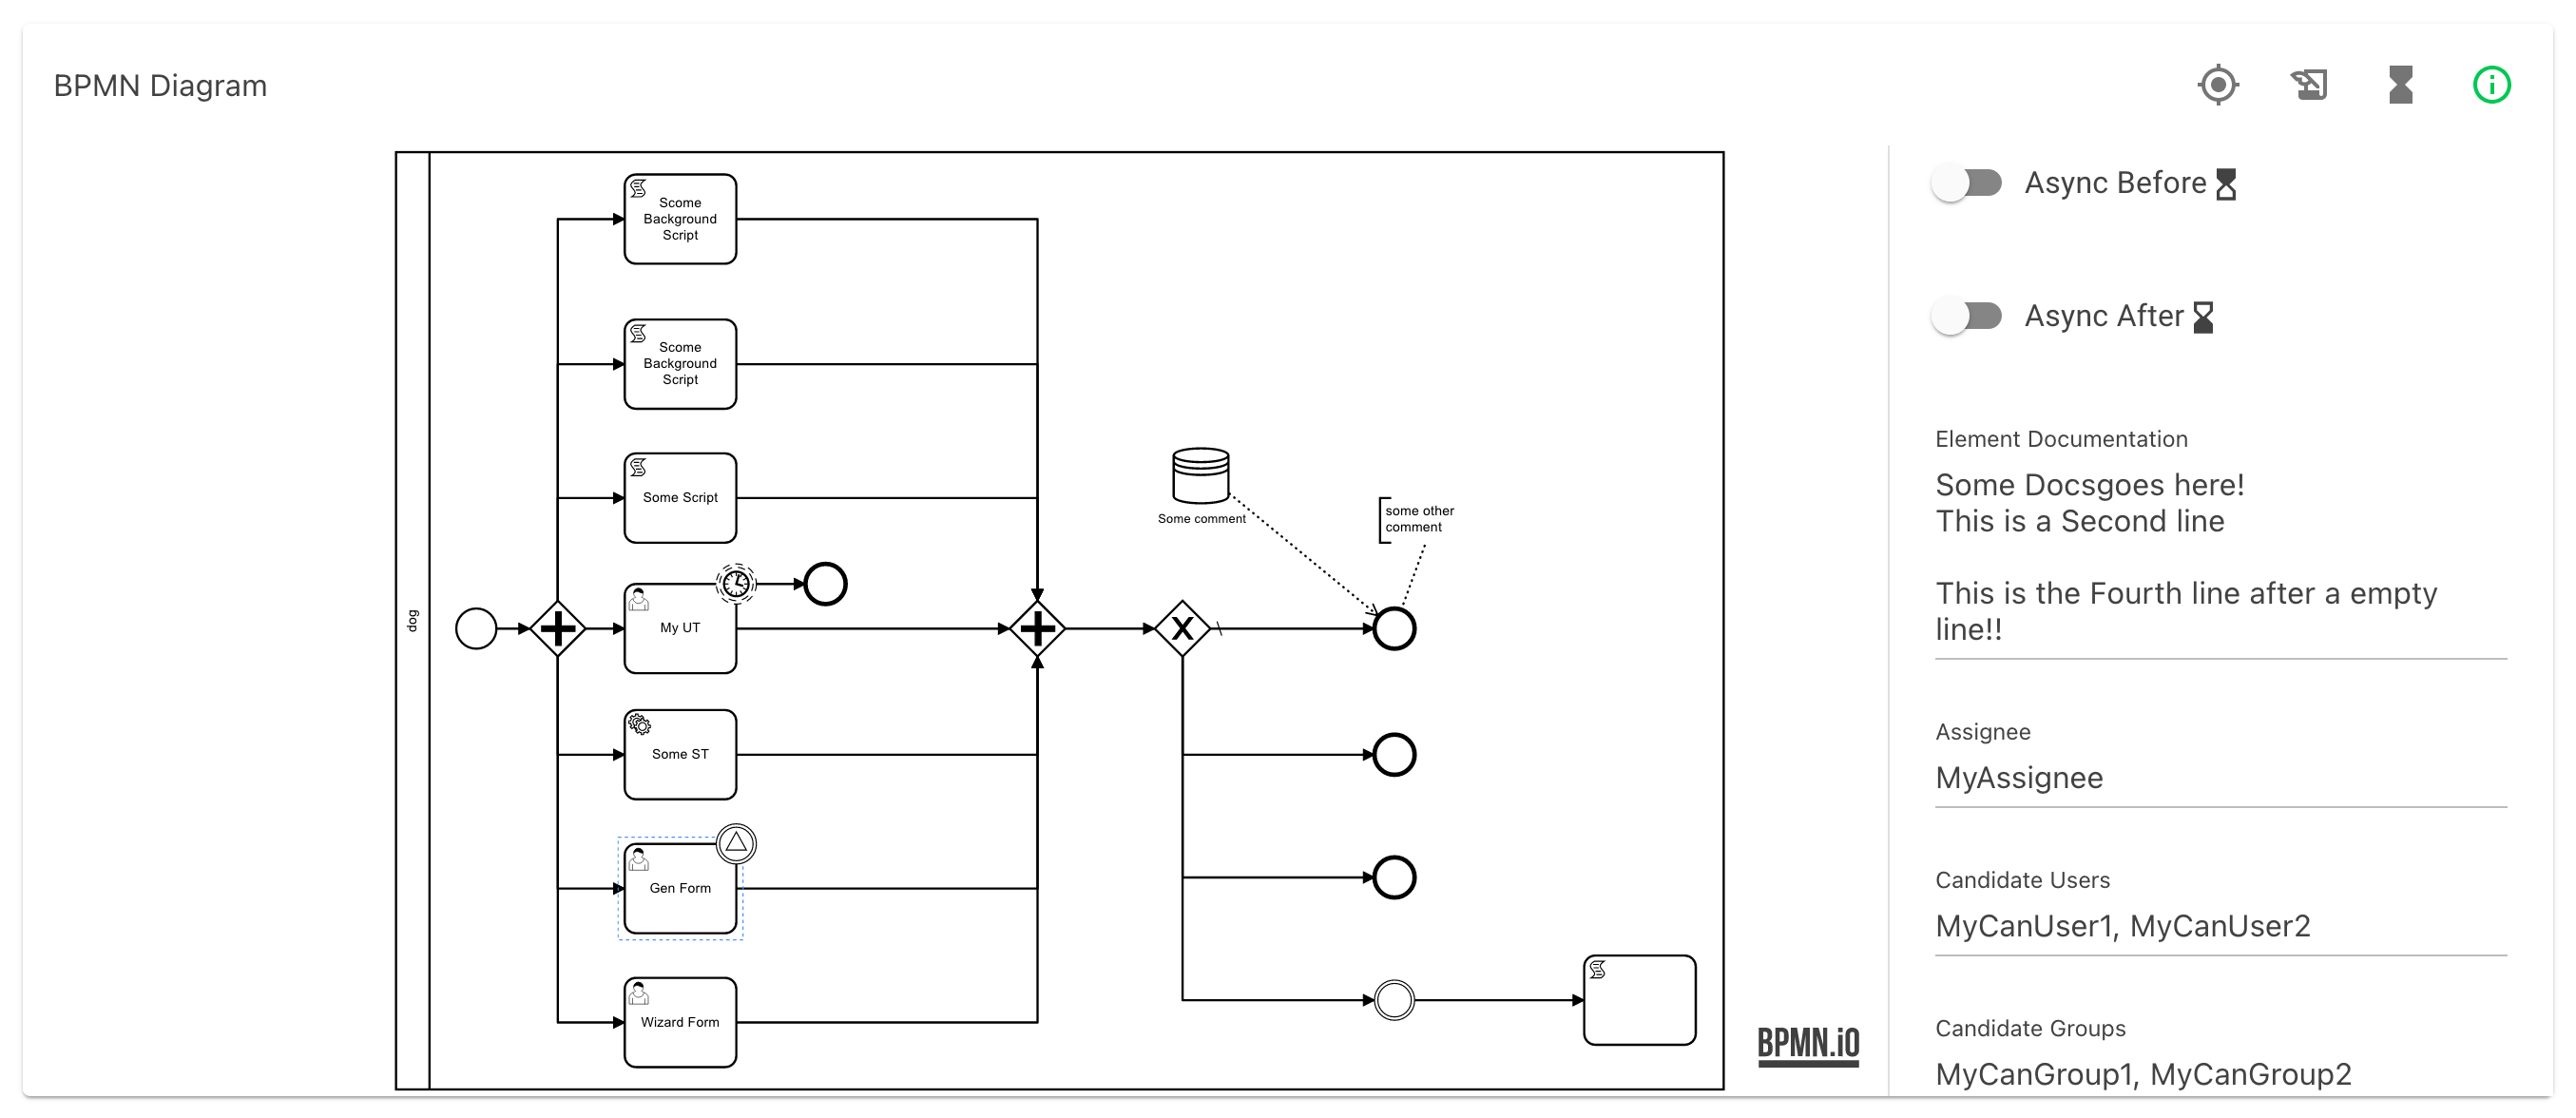 BPMN Diagram
dog
Scome
Background
Script
Scome
Background
Script
Some Script
My UT
Some ST
Gen Form
Wizard Form
Some comment
some other
comment
BPMN.iO
Async Before
Async After
Element Documentation
Some Docsgoes here!
This is a Second line
This is the Fourth line after a empty
line!!
Assignee
MyAssignee
Candidate Users
MyCanUser1, MyCanUser2
Candidate Groups
MyCanGroup1, MyCanGroup2